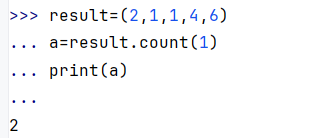 >>> result=(2,1,1,4,6)
... a=result.count(1)
... print(a)
...
2